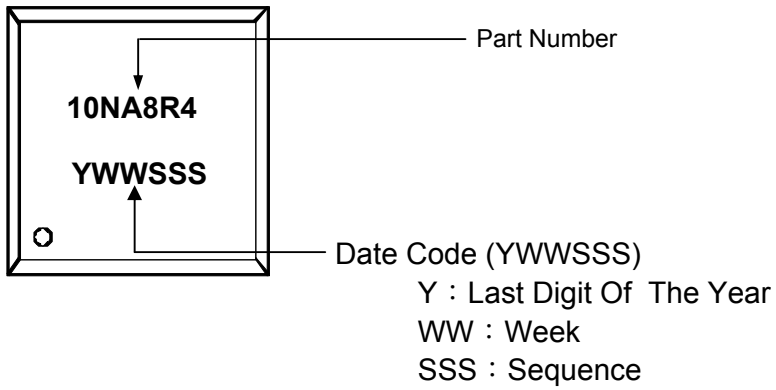 Part Number
10NA8R4
YWWSSS
Date Code (YWWSSS)
Y：Last Digit Of The Year
WW：Week
SSS：Sequence